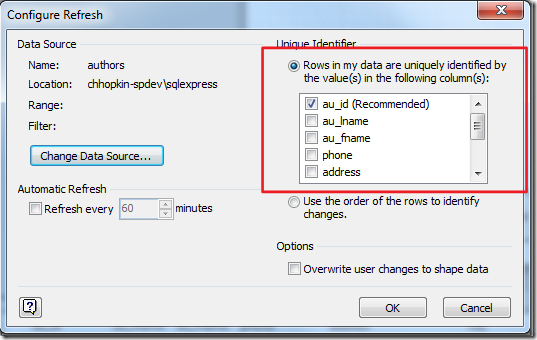 Configure Refresh
Data Source
Name: authors
Location: chhopkin-spdev\sqlexpress
Range:
Filter:
Change Data Source...
Automatic Refresh
Refresh every 60 minutes
Unique Identifier
Rows in my data are uniquely identified by
the value(s) in the following column(s):
au_id (Recommended)
au_lname
au_fname
phone
address
Use the order of the rows to identify
changes.
Options
Overwrite user changes to shape data
?
OK
Cancel